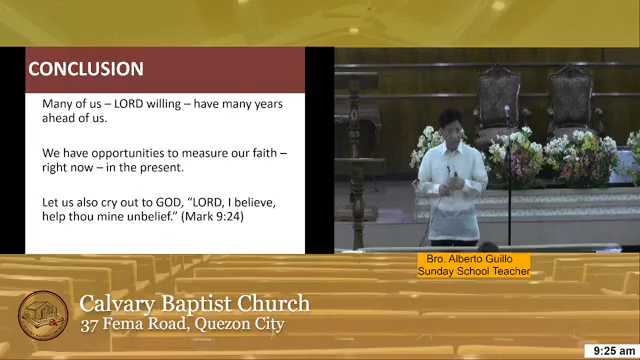 CONCLUSION
Many of us – LORD willing – have many years
ahead of us.
We have opportunities to measure our faith –
right now – in the present.
Let us also cry out to GOD, "LORD, I believe,
help thou mine unbelief." (Mark 9:24)
Bro. Alberto Guillo
Sunday School Teacher
Calvary Baptist Church
37 Fema Road, Quezon City
9:25 am